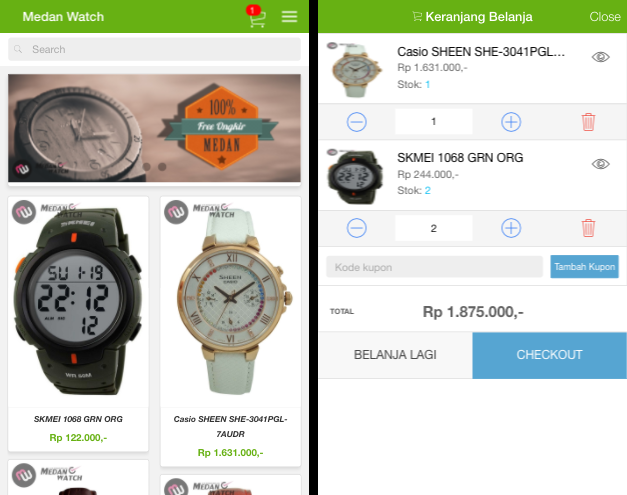 Medan Watch
1
Search
100%
Free Ongkir
MEDAN
MEDAN WATCH
SU 1-19
22:12
12
SKMEI 1068 GRN ORG
Rp 122.000,-
MEDAN WATCH
XII
SHEEN
CASIO
Casio SHEEN SHE-3041PGL-
7AUDR
Rp 1.631.000,-
MEDAN WATCH
MEDAN WATCH
Keranjang Belanja
Close
Casio SHEEN SHE-3041PGL...
Rp 1.631.000,-
Stok: 1
1
SKMEI 1068 GRN ORG
Rp 244.000,-
Stok: 2
2
Kode kupon
Tambah Kupon
TOTAL
Rp 1.875.000,-
BELANJA LAGI
CHECKOUT